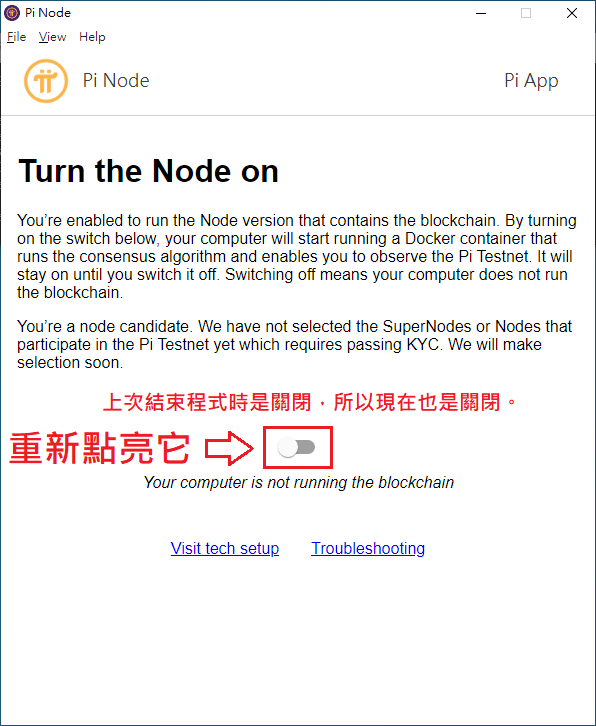 Pi Node
File View Help
Pi Node
Pi App
Turn the Node on
You’re enabled to run the Node version that contains the blockchain. By turning
on the switch below, your computer will start running a Docker container that
runs the consensus algorithm and enables you to observe the Pi Testnet. It will
stay on until you switch it off. Switching off means your computer does not run
the blockchain.
You’re a node candidate. We have not selected the SuperNodes or Nodes that
participate in the Pi Testnet yet which requires passing KYC. We will make
selection soon.
上次結束程式時是關閉，所以現在也是關閉。
重新點亮它
Your computer is not running the blockchain
Visit tech setup
Troubleshooting